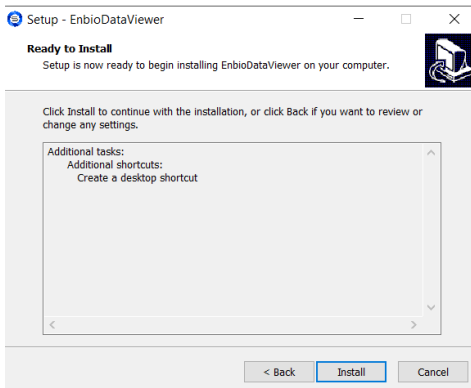 Setup - EnbioDataViewer
Ready to Install
Setup is now ready to begin installing EnbioDataViewer on your computer.
Click Install to continue with the installation, or click Back if you want to review or
change any settings.
Additional tasks:
Additional shortcuts:
Create a desktop shortcut
< Back
Install
Cancel